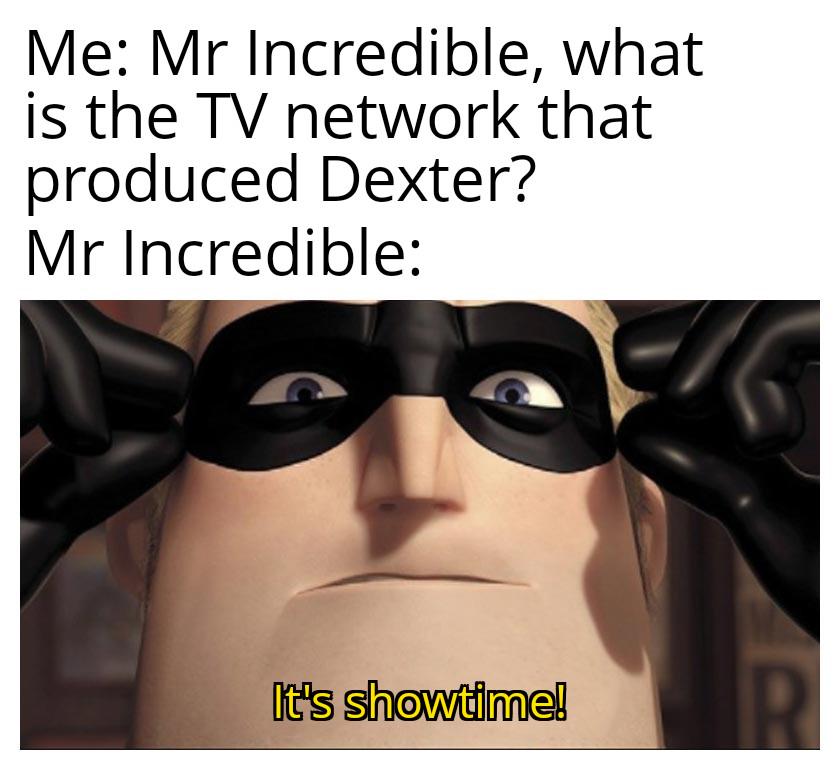 Me: Mr Incredible, what
is the TV network that
produced Dexter?
Mr Incredible:
It's showtime!
R